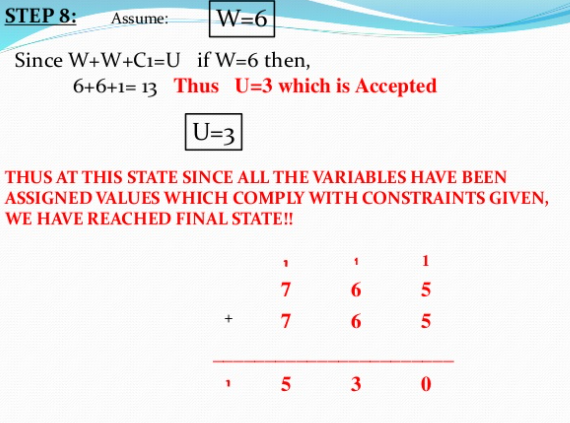 STEP 8: Assume: W=6
Since W+W+C1=U if W=6 then,
6+6+1= 13 Thus U=3 which is Accepted
U=3
THUS AT THIS STATE SINCE ALL THE VARIABLES HAVE BEEN
ASSIGNED VALUES WHICH COMPLY WITH CONSTRAINTS GIVEN,
WE HAVE REACHED FINAL STATE!!
1 1 1
7 6 5
+ 7 6 5
1 5 3 0